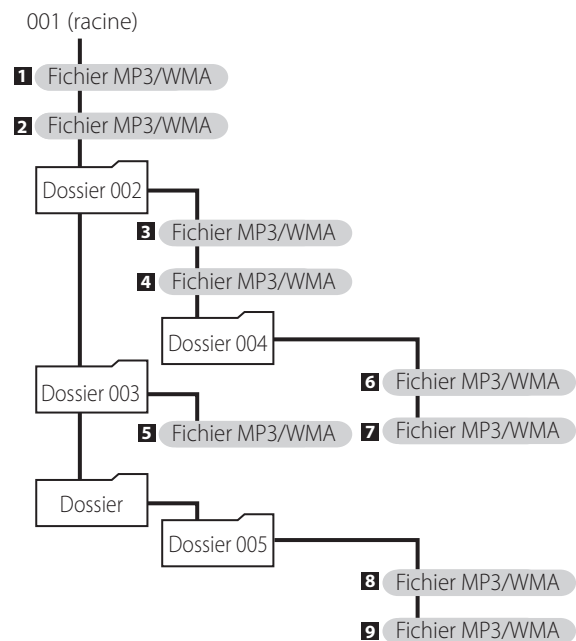 001 (racine)
1 Fichier MP3/WMA
2 Fichier MP3/WMA
Dossier 002
3 Fichier MP3/WMA
4 Fichier MP3/WMA
Dossier 004
6 Fichier MP3/WMA
7 Fichier MP3/WMA
Dossier 003
5 Fichier MP3/WMA
Dossier
Dossier 005
8 Fichier MP3/WMA
9 Fichier MP3/WMA